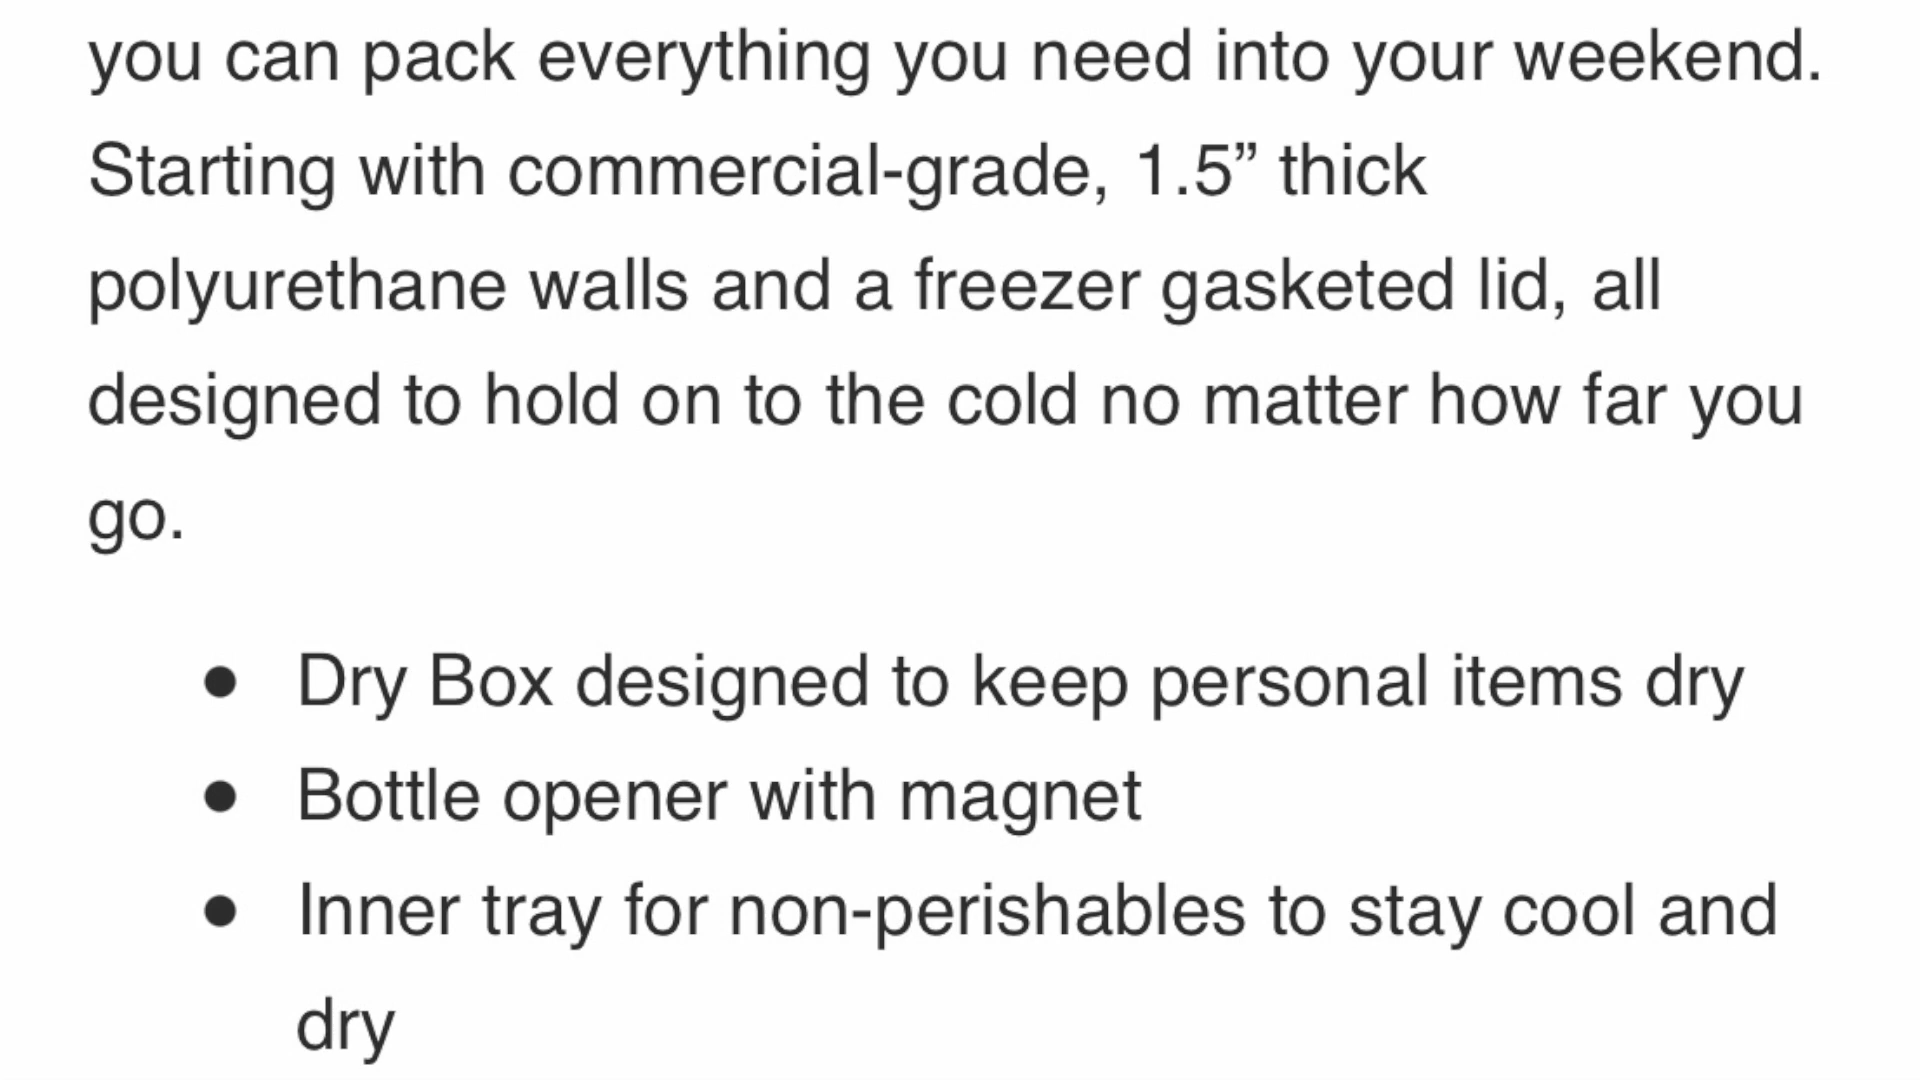 you can pack everything you need into your weekend.
Starting with commercial-grade, 1.5” thick
polyurethane walls and a freezer gasketed lid, all
designed to hold on to the cold no matter how far you
go.
● Dry Box designed to keep personal items dry
● Bottle opener with magnet
● Inner tray for non-perishables to stay cool and
dry